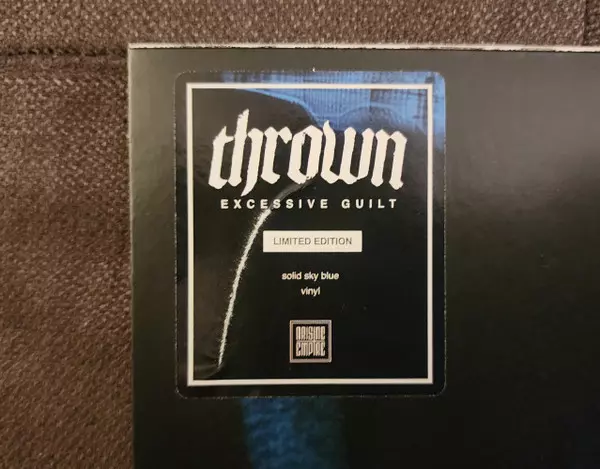 thrown
EXCESSIVE GUILT
LIMITED EDITION
solid sky blue
vinyl
ARISING
EMPIRE